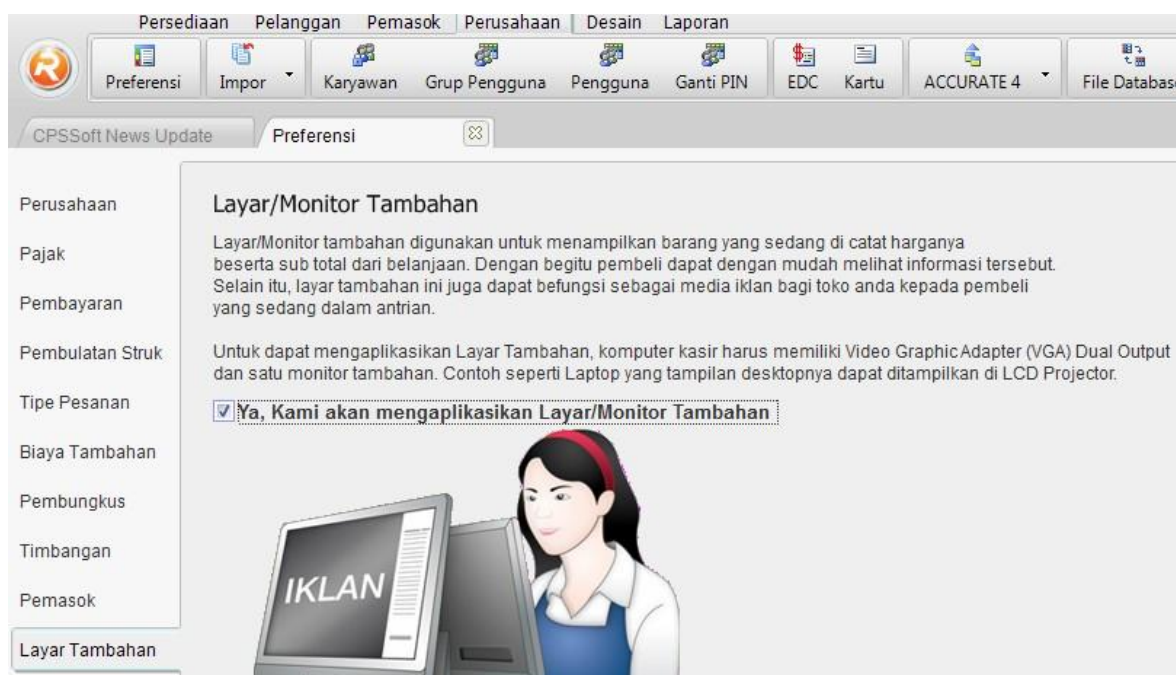 Persediaan Pelanggan Pemasok Perusahaan Desain Laporan
Preferensi Impor Karyawan Grup Pengguna Pengguna Ganti PIN EDC Kartu ACCURATE 4 File Database
CPSSoft News Update Preferensi
Perusahaan
Pajak
Pembayaran
Pembulatan Struk
Tipe Pesanan
Biaya Tambahan
Pembungkus
Timbangan
Pemasok
Layar Tambahan
Layar/Monitor Tambahan
Layar/Monitor tambahan digunakan untuk menampilkan barang yang sedang di catat harganya
beserta sub total dari belanjaan. Dengan begitu pembeli dapat dengan mudah melihat informasi tersebut.
Selain itu, layar tambahan ini juga dapat befungsi sebagai media iklan bagi toko anda kepada pembeli
yang sedang dalam antrian.
Untuk dapat mengaplikasikan Layar Tambahan, komputer kasir harus memiliki Video Graphic Adapter (VGA) Dual Output
dan satu monitor tambahan. Contoh seperti Laptop yang tampilan desktopnya dapat ditampilkan di LCD Projector.
Ya, Kami akan mengaplikasikan Layar/Monitor Tambahan
IKLAN